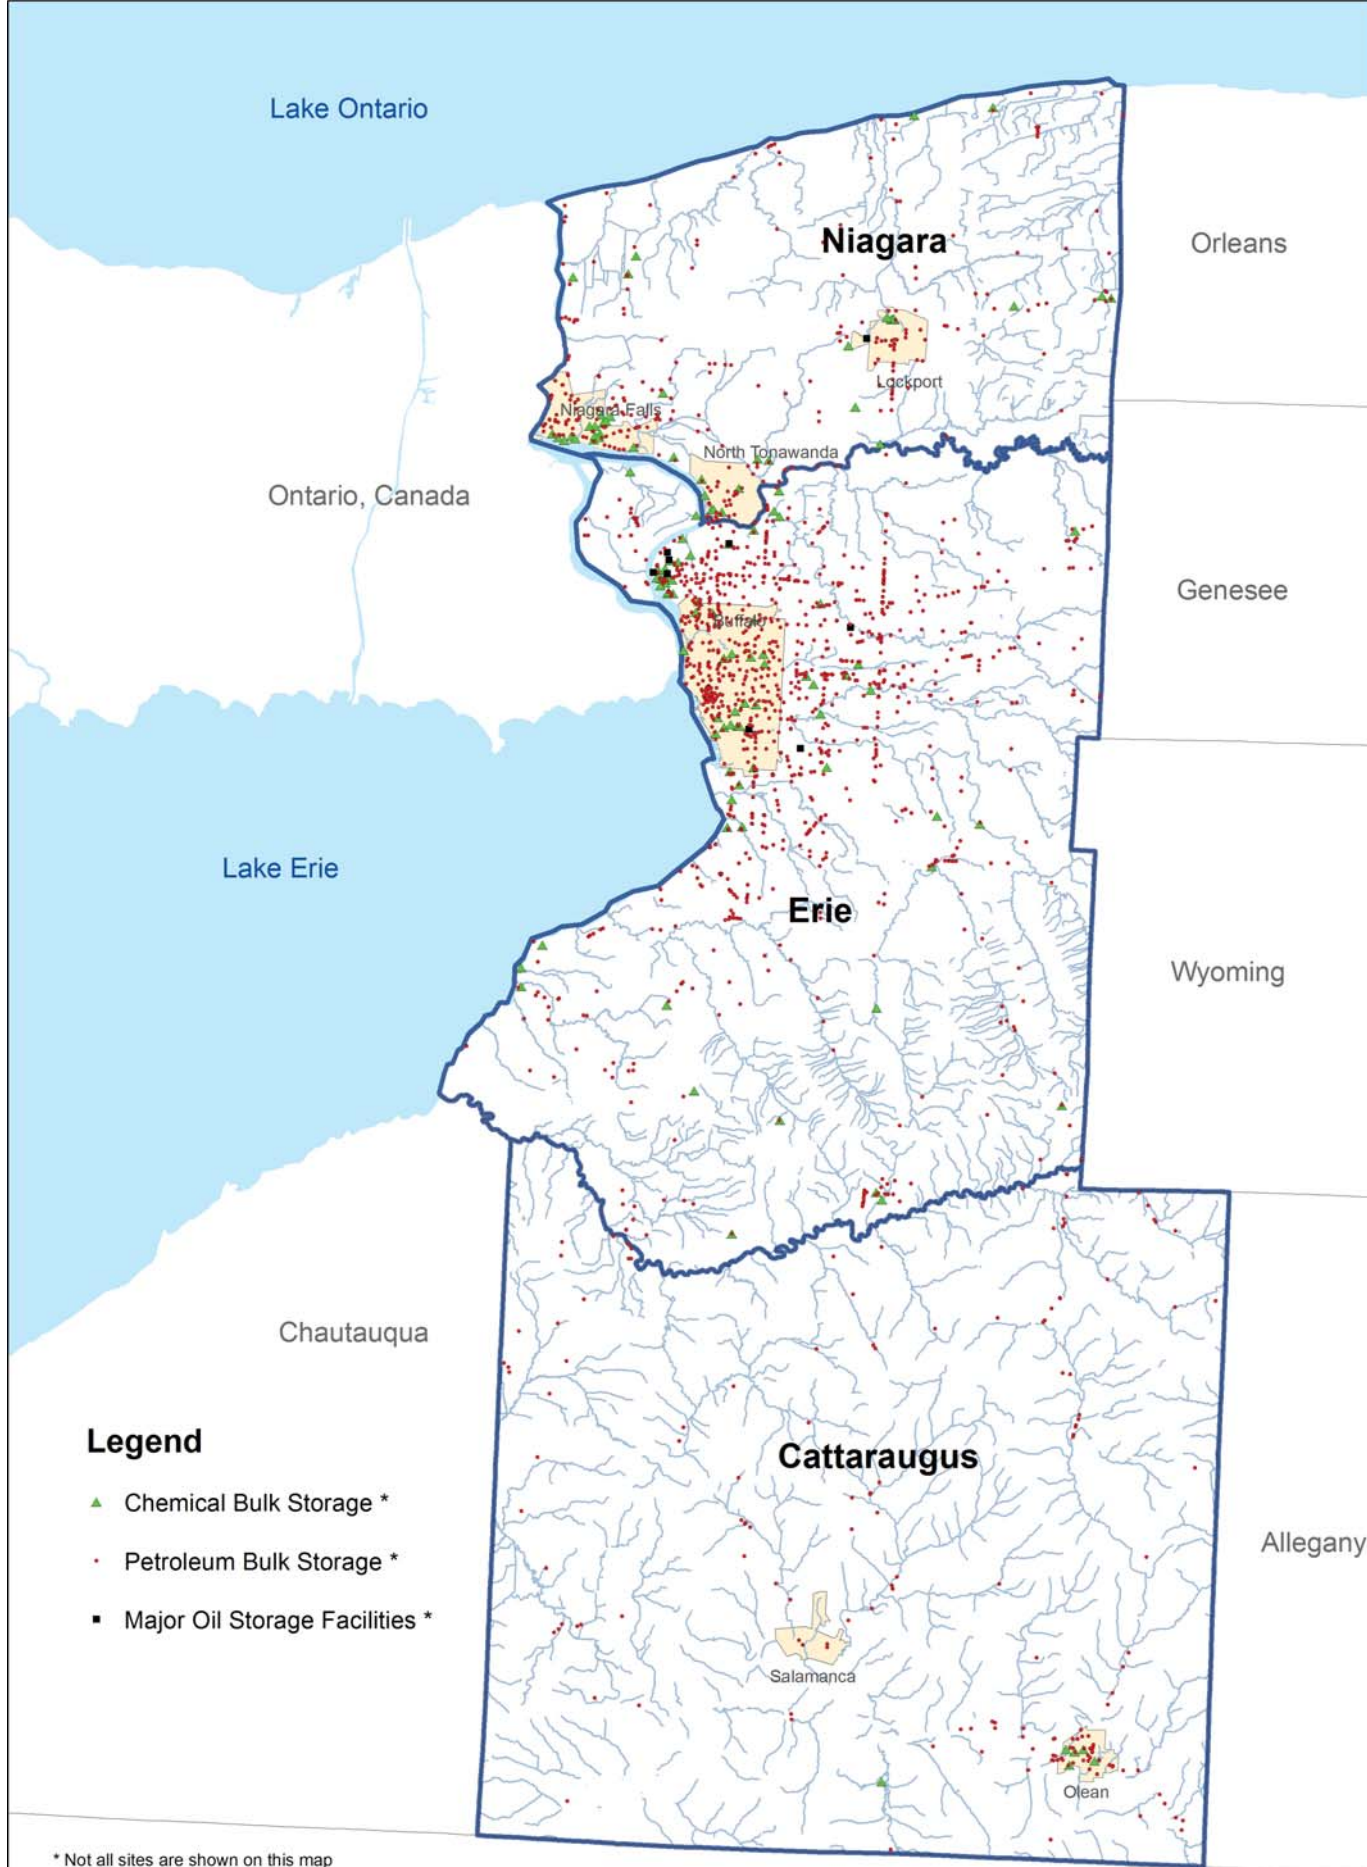 Lake Ontario
Niagara
Orleans
Lockport
Niagara Falls
North Tonawanda
Ontario, Canada
Genesee
Buffalo
Lake Erie
Erie
Wyoming
Chautauqua
Legend
Cattaraugus
Chemical Bulk Storage *
Petroleum Bulk Storage *
Allegany
Major Oil Storage Facilities *
Salamanca
Olean
* Not all sites are shown on this map